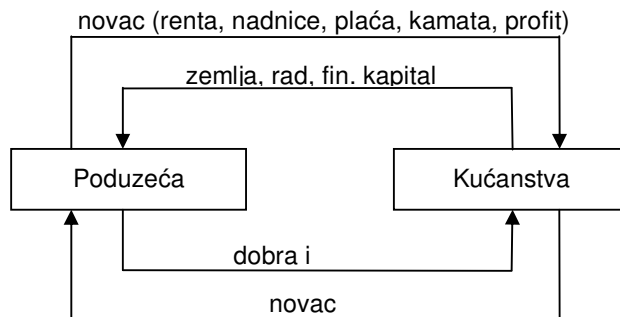 novac (renta, nadnice, plaća, kamata, profit)
zemlja, rad, fin. kapital
Poduzeća
Kućanstva
dobra i
novac